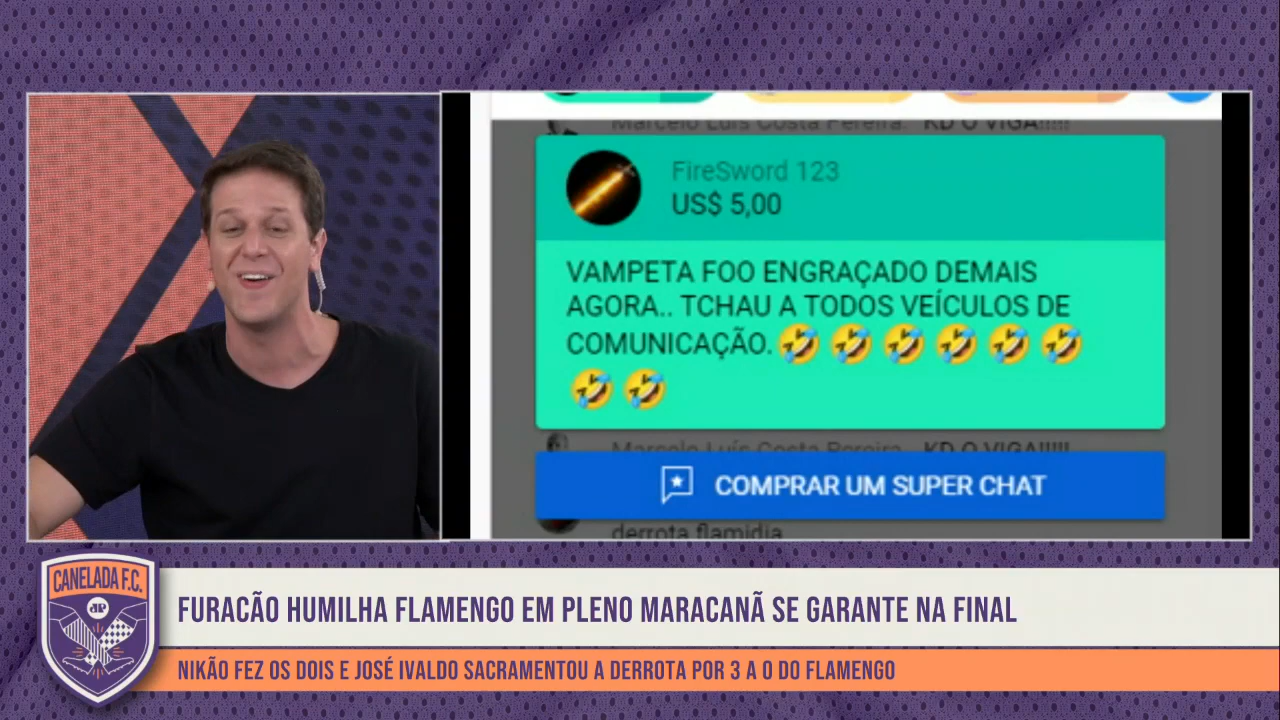 Marcelo Luís Costa Pereira KD O VIGA!!!!!
FireSword 123
US$ 5,00
VAMPETA FOO ENGRAÇADO DEMAIS
AGORA.. TCHAU A TODOS VEÍCULOS DE
COMUNICAÇÃO. 🤣 🤣 🤣 🤣 🤣 🤣
🤣 🤣
Marcelo Luís Costa Pereira KD O VIGA!!!!!!
COMPRAR UM SUPER CHAT
derrota flamidia
CANELADA F.C.
JP
FURACÃO HUMILHA FLAMENGO EM PLENO MARACANÃ SE GARANTE NA FINAL
NIKÃO FEZ OS DOIS E JOSÉ IVALDO SACRAMENTOU A DERROTA POR 3 A 0 DO FLAMENGO